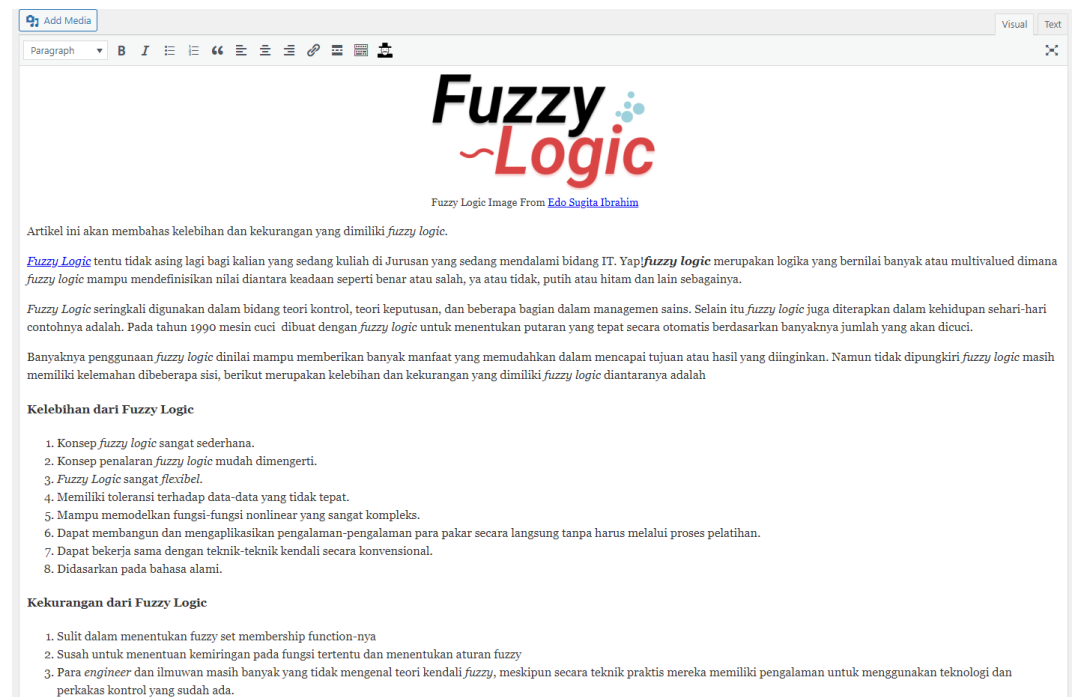 Add Media
Visual Text
Paragraph
Fuzzy
Logic
Fuzzy Logic Image From Edo Sugita Ibrahim
Artikel ini akan membahas kelebihan dan kekurangan yang dimiliki fuzzy logic.
Fuzzy Logic tentu tidak asing lagi bagi kalian yang sedang kuliah di Jurusan yang sedang mendalami bidang IT. Yap!fuzzy logic merupakan logika yang bernilai banyak atau multivalued dimana
fuzzy logic mampu mendefinisikan nilai diantara keadaan seperti benar atau salah, ya atau tidak, putih atau hitam dan lain sebagainya.
Fuzzy Logic seringkali digunakan dalam bidang teori kontrol, teori keputusan, dan beberapa bagian dalam managemen sains. Selain itu fuzzy logic juga diterapkan dalam kehidupan sehari-hari
contohnya adalah. Pada tahun 1990 mesin cuci dibuat dengan fuzzy logic untuk menentukan putaran yang tepat secara otomatis berdasarkan banyaknya jumlah yang akan dicuci.
Banyaknya penggunaan fuzzy logic dinilai mampu memberikan banyak manfaat yang memudahkan dalam mencapai tujuan atau hasil yang diinginkan. Namun tidak dipungkiri fuzzy logic masih
memiliki kelemahan dibeberapa sisi, berikut merupakan kelebihan dan kekurangan yang dimiliki fuzzy logic diantaranya adalah
Kelebihan dari Fuzzy Logic
1. Konsep fuzzy logic sangat sederhana.
2. Konsep penalaran fuzzy logic mudah dimengerti.
3. Fuzzy Logic sangat flexibel.
4. Memiliki toleransi terhadap data-data yang tidak tepat.
5. Mampu memodelkan fungsi-fungsi nonlinear yang sangat kompleks.
6. Dapat membangun dan mengaplikasikan pengalaman-pengalaman para pakar secara langsung tanpa harus melalui proses pelatihan.
7. Dapat bekerja sama dengan teknik-teknik kendali secara konvensional.
8. Didasarkan pada bahasa alami.
Kekurangan dari Fuzzy Logic
1. Sulit dalam menentukan fuzzy set membership function-nya
2. Susah untuk menentuan kemiringan pada fungsi tertentu dan menentukan aturan fuzzy
3. Para engineer dan ilmuwan masih banyak yang tidak mengenal teori kendali fuzzy, meskipun secara teknik praktis mereka memiliki pengalaman untuk menggunakan teknologi dan
perkakas kontrol yang sudah ada.